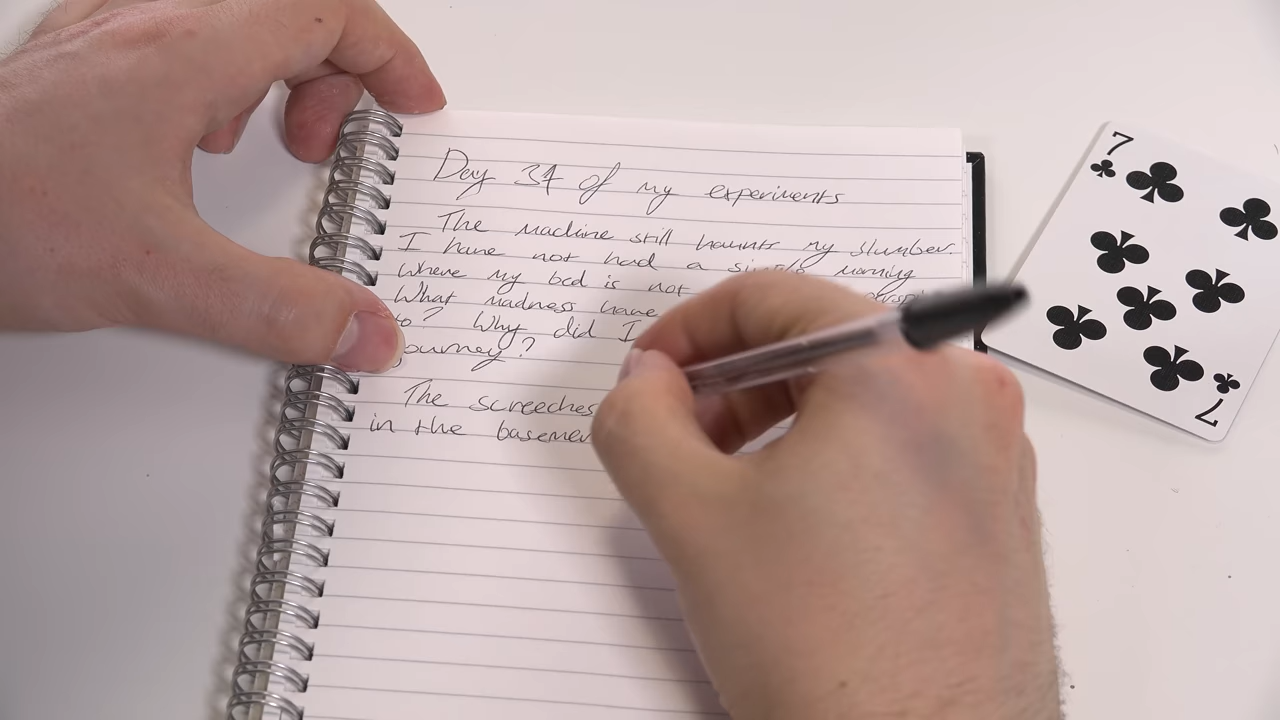 Day 34 of my experiments
The machine still haunts my slumber.
I have not had a single morning
where my bed is not
What madness have
to? Why did I
journey?
The screeches
in the basement
7
7